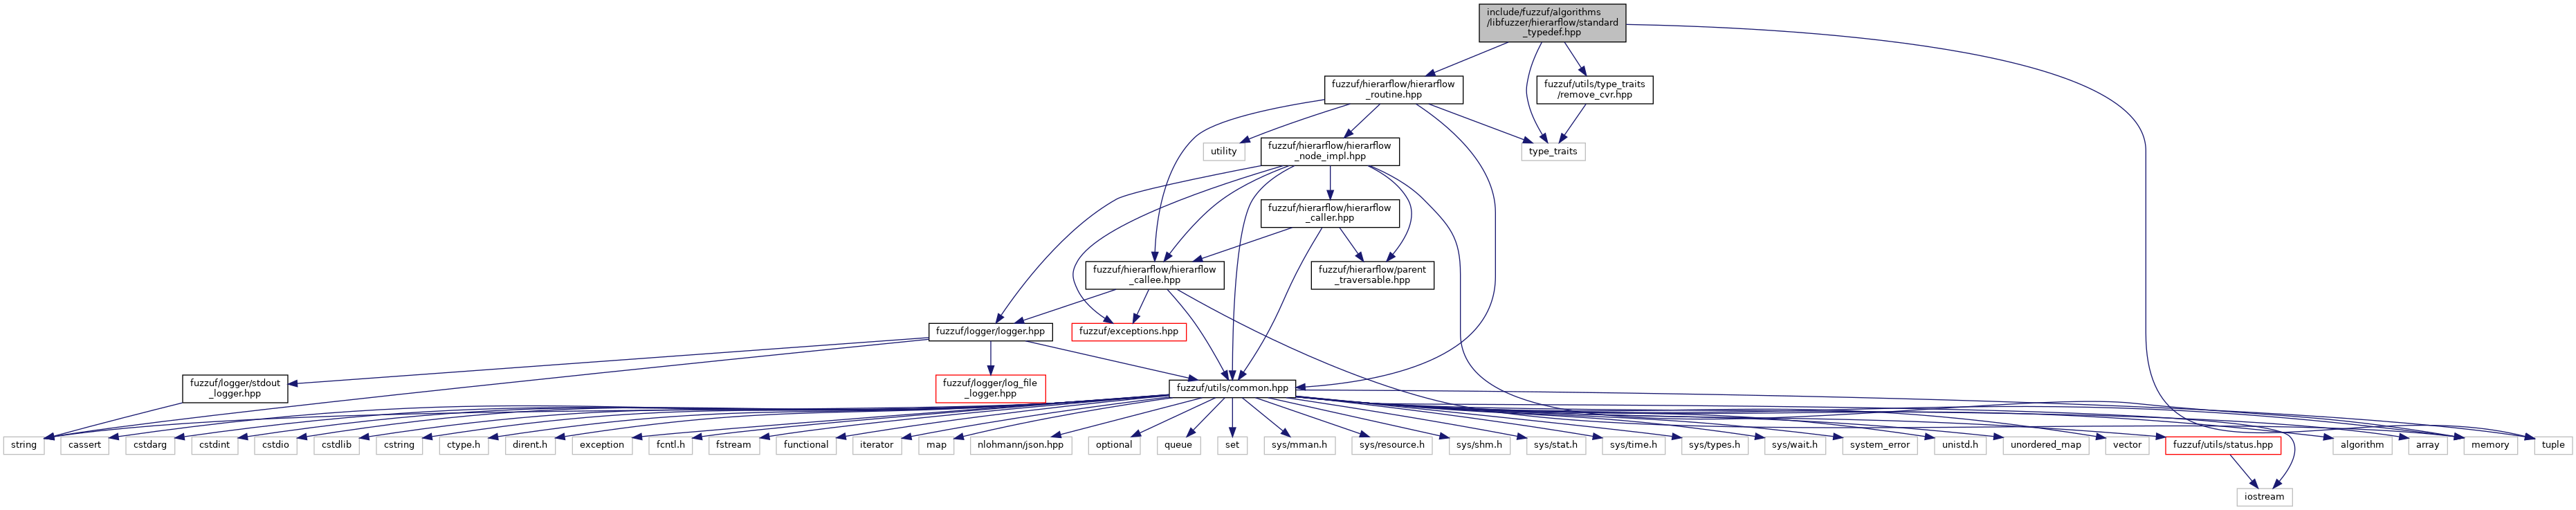 include/fuzzuf/algorithms
/libfuzzer/hierarflow/standard
_typedef.hpp
fuzzuf/hierarflow/hierarflow
_routine.hpp
fuzzuf/utils/type_traits
/remove_cvr.hpp
utility
fuzzuf/hierarflow/hierarflow
_node_impl.hpp
type_traits
fuzzuf/hierarflow/hierarflow
_caller.hpp
fuzzuf/hierarflow/hierarflow
_callee.hpp
fuzzuf/hierarflow/parent
_traversable.hpp
fuzzuf/logger/logger.hpp
fuzzuf/exceptions.hpp
fuzzuf/logger/stdout
_logger.hpp
fuzzuf/logger/log_file
_logger.hpp
fuzzuf/utils/common.hpp
string
cassert
cstdarg
cstdint
cstdio
cstdlib
cstring
ctype.h
dirent.h
exception
fcntl.h
fstream
functional
iterator
map
nlohmann/json.hpp
optional
queue
set
sys/mman.h
sys/resource.h
sys/shm.h
sys/stat.h
sys/time.h
sys/types.h
sys/wait.h
system_error
unistd.h
unordered_map
vector
fuzzuf/utils/status.hpp
algorithm
array
memory
tuple
iostream